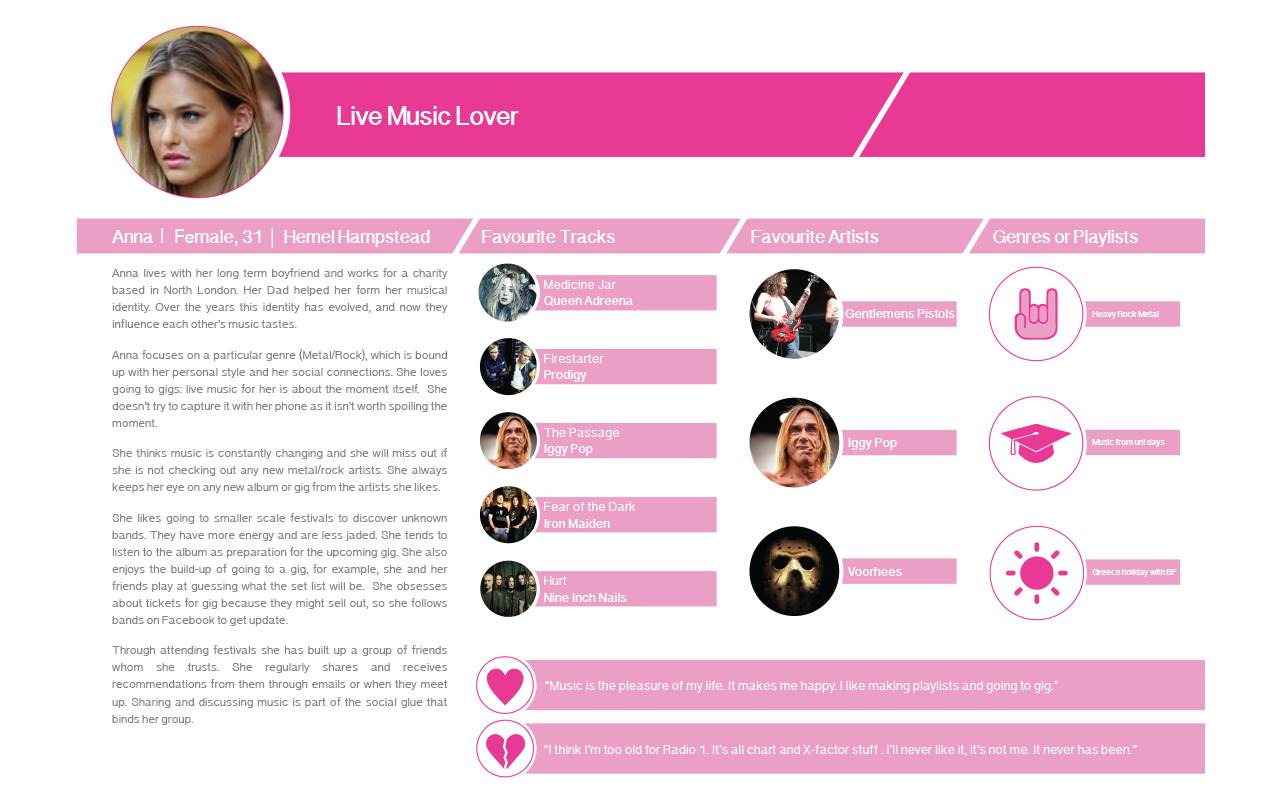 Live Music Lover
Anna | Female, 31 | Hemel Hampstead
Anna lives with her long term boyfriend and works for a charity
based in North London. Her Dad helped her form her musical
identity. Over the years this identity has evolved, and now they
influence each other's music tastes.
Anna focuses on a particular genre (Metal/Rock), which is bound
up with her personal style and her social connections. She loves
going to gigs: live music for her is about the moment itself.  She
doesn't try to capture it with her phone as it isn't worth spoiling the
moment.
She thinks music is constantly changing and she will miss out if
she is not checking out any new metal/rock artists. She always
keeps her eye on any new album or gig from the artists she likes.
She likes going to smaller scale festivals to discover unknown
bands. They have more energy and are less jaded. She tends to
listen to the album as preparation for the upcoming gig. She also
enjoys the build-up of going to a gig, for example, she and her
friends play at guessing what the set list will be.  She obsesses
about tickets for gig because they might sell out, so she follows
bands on Facebook to get update.
Through attending festivals she has built up a group of friends
whom she trusts. She regularly shares and receives
recommendations from them through emails or when they meet
up. Sharing and discussing music is part of the social glue that
binds her group.
Favourite Tracks
Medicine Jar
Queen Adreena
Firestarter
Prodigy
The Passage
Iggy Pop
Fear of the Dark
Iron Maiden
Hurt
Nine Inch Nails
Favourite Artists
Gentlemens Pistols
Iggy Pop
Voorhees
Genres or Playlists
Heavy Rock Metal
Music from uni days
Greece holiday with BF
"Music is the pleasure of my life. It makes me happy. I like making playlists and going to gig."
"I think I'm too old for Radio 1. It's all chart and X-factor stuff . I'll never like it, it's not me. It never has been."